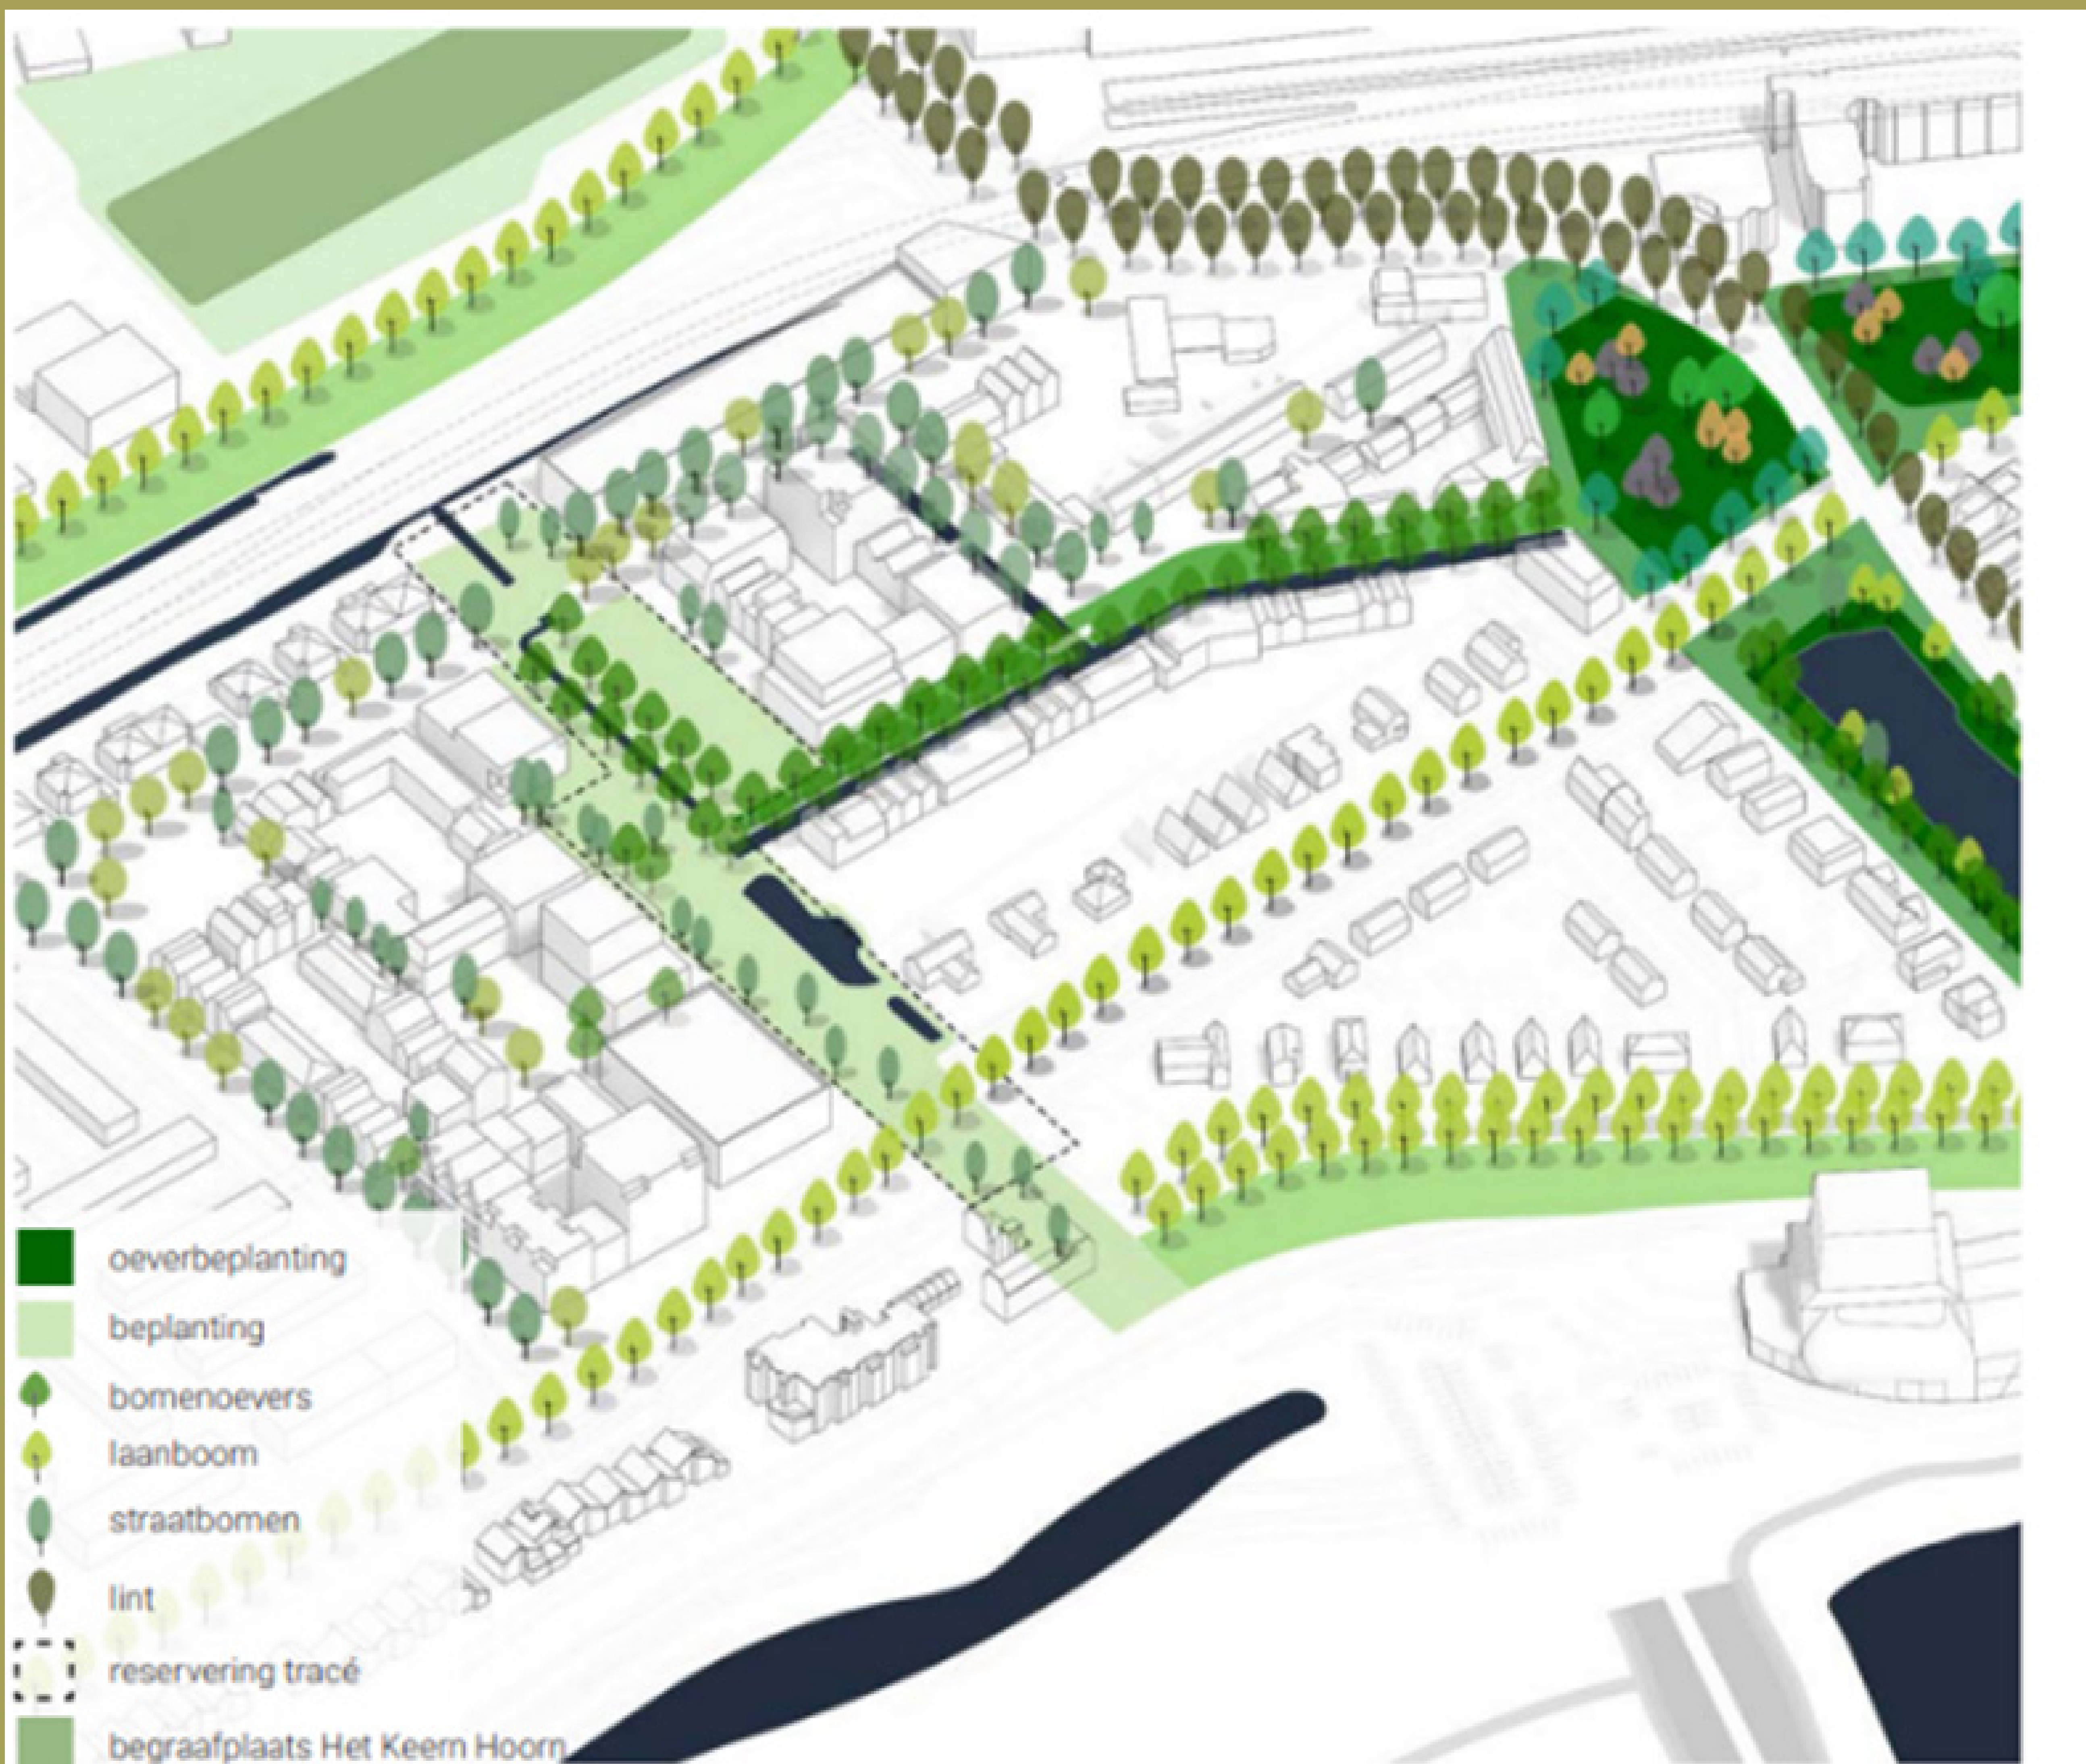 oeverbeplanting
beplanting
bomenoevers
laanboom
straatbomen
lint
reservering tracé
begraafplaats Het Keern Hoorn